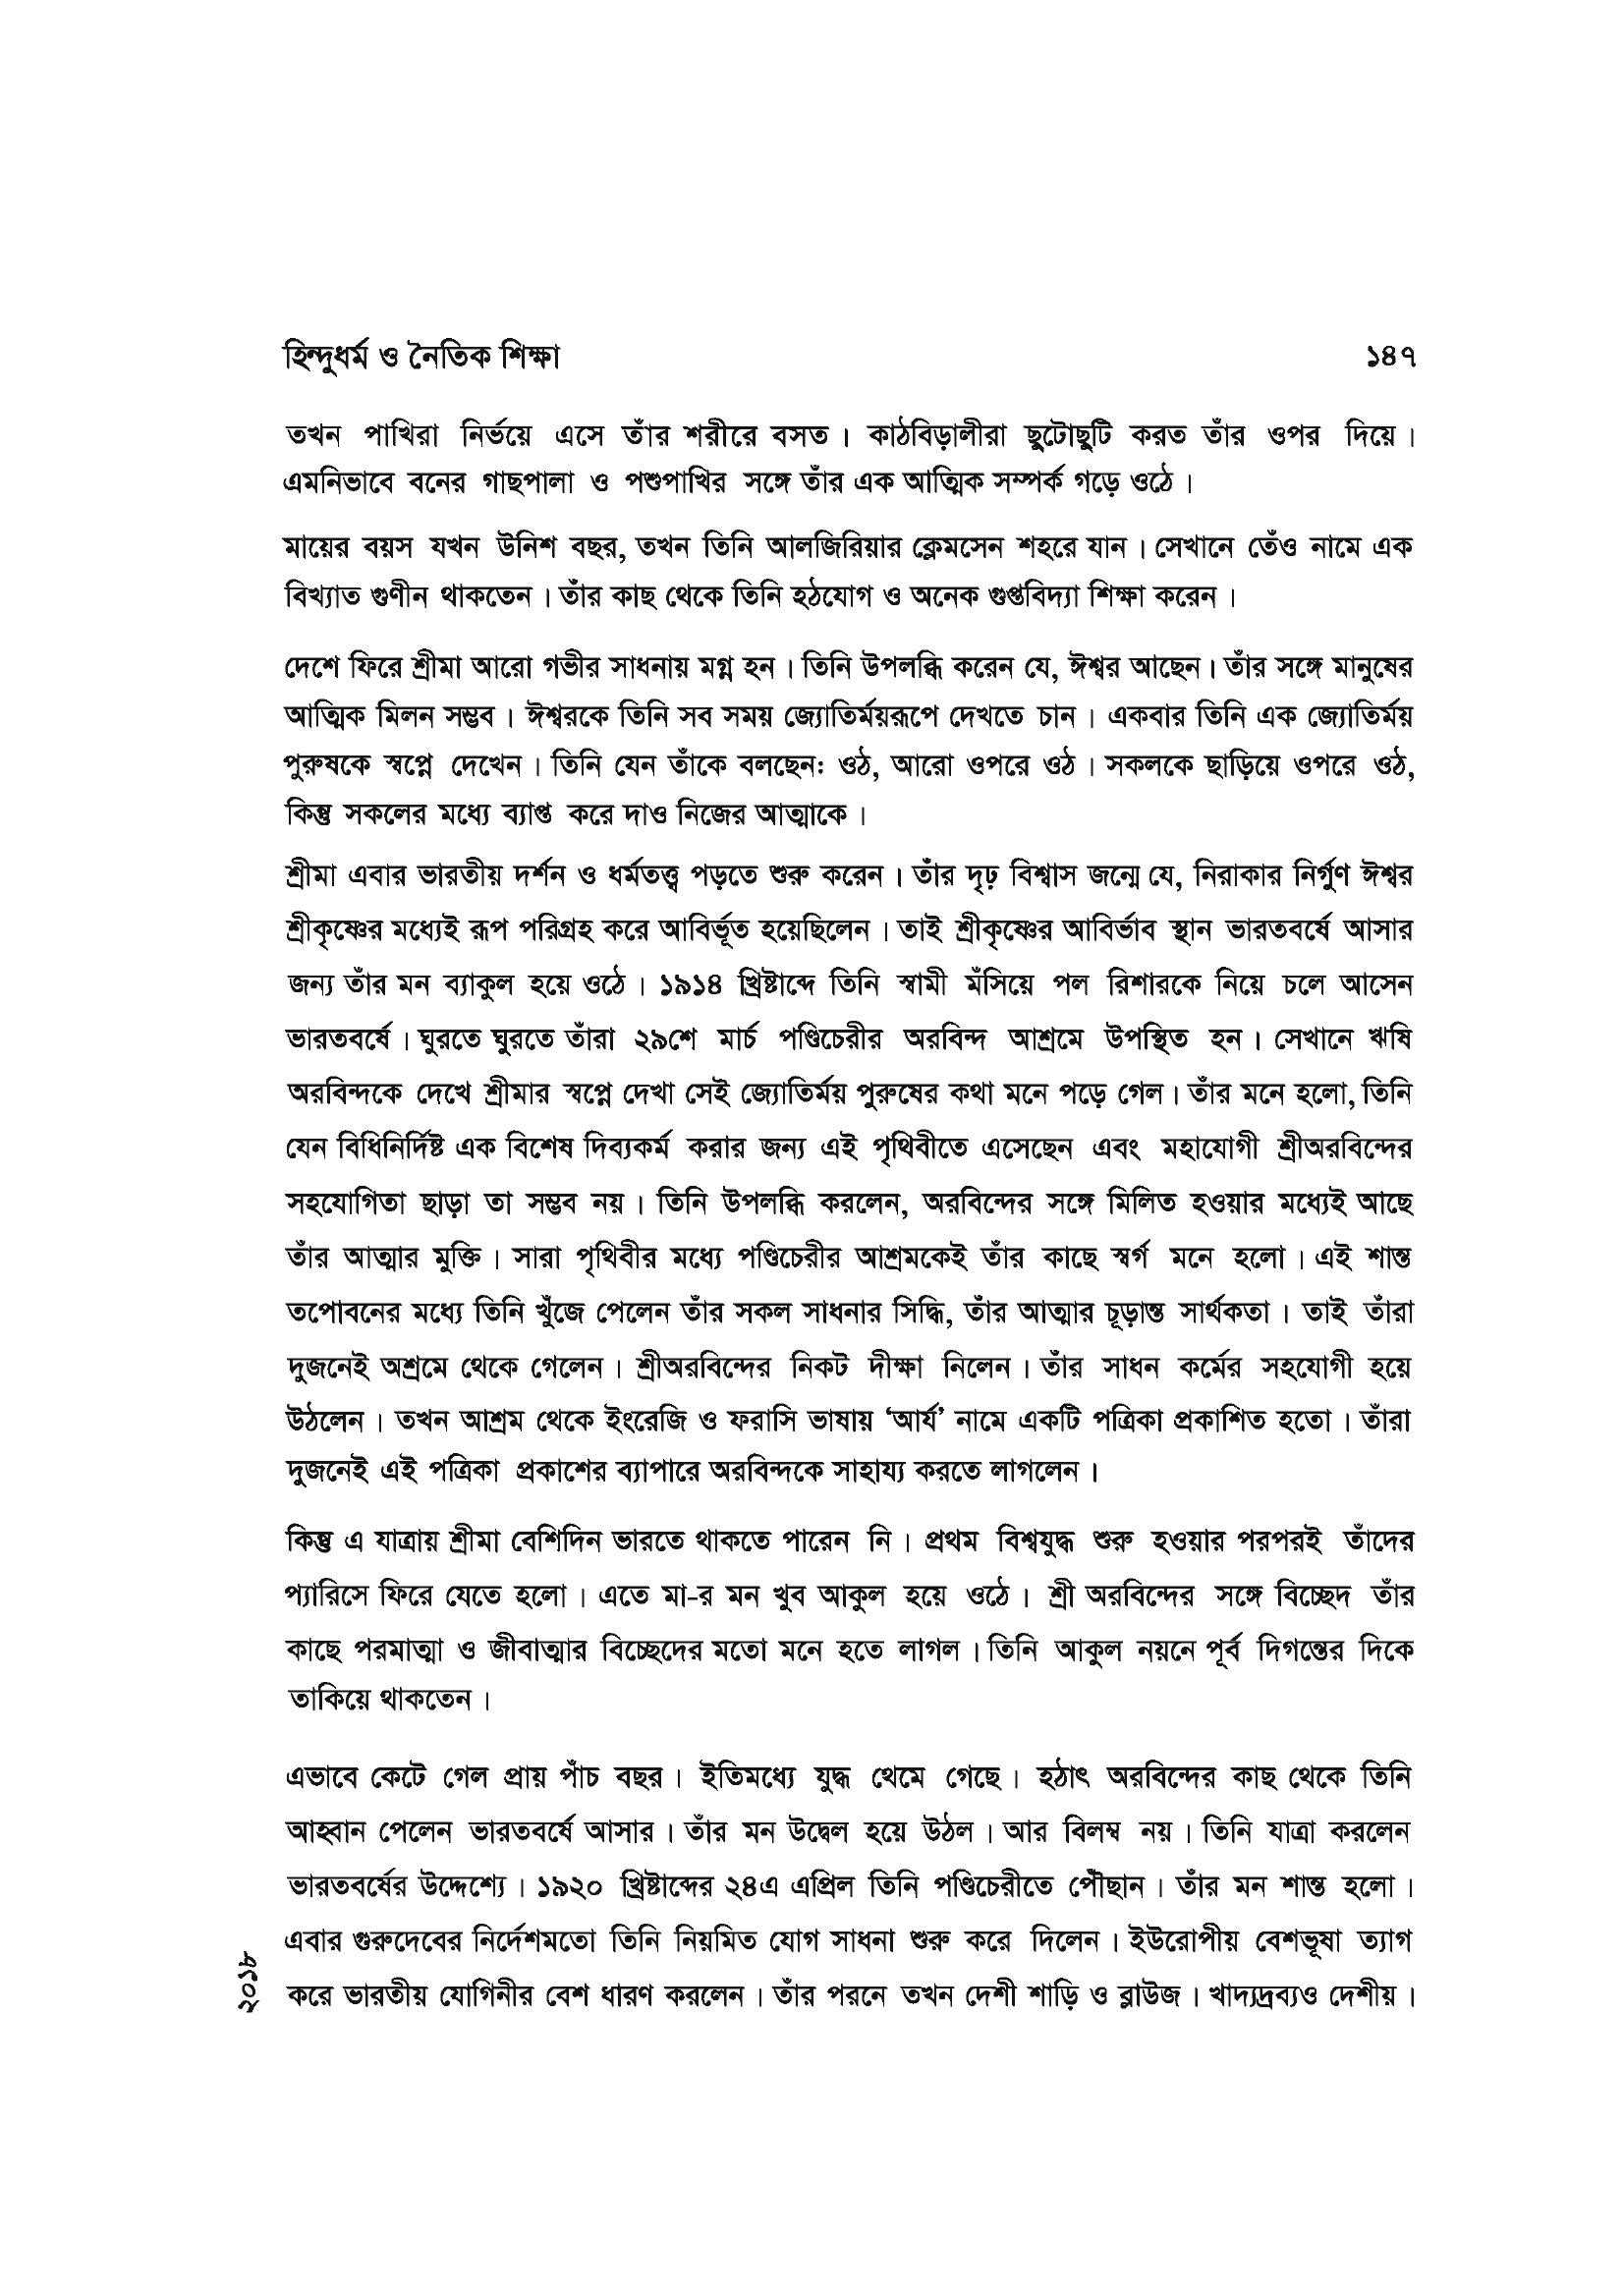 হিন্দুধর্ম ও নৈতিক শিক্ষা ১৪৭
তখন পাখিরা নির্ভয়ে এসে তাঁর শরীরে বসত। কাঠবিড়ালীরা ছুটোছুটি করত তাঁর ওপর দিয়ে।
এমনিভাবে বনের গাছপালা ও পশুপাখির সঙ্গে তাঁর এক আত্মিক সম্পর্ক গড়ে ওঠে।
মায়ের বয়স যখন উনিশ বছর, তখন তিনি আলজিরিয়ার ক্লেমসেন শহরে যান। সেখানে তেঁও নামে এক
বিখ্যাত গুণীন থাকতেন। তাঁর কাছ থেকে তিনি হঠযোগ ও অনেক গুপ্তবিদ্যা শিক্ষা করেন।
দেশে ফিরে শ্রীমা আরো গভীর সাধনায় মগ্ন হন। তিনি উপলব্ধি করেন যে, ঈশ্বর আছেন। তাঁর সঙ্গে মানুষের
আত্মিক মিলন সম্ভব। ঈশ্বরকে তিনি সব সময় জ্যোতির্ময়রূপে দেখতে চান। একবার তিনি এক জ্যোতির্ময়
পুরুষকে স্বপ্নে দেখেন। তিনি যেন তাঁকে বলছেন: ওঠ, আরো ওপরে ওঠ। সকলকে ছাড়িয়ে ওপরে ওঠ,
কিন্তু সকলের মধ্যে ব্যাপ্ত করে দাও নিজের আত্মাকে।
শ্রীমা এবার ভারতীয় দর্শন ও ধর্মতত্ত্ব পড়তে শুরু করেন। তাঁর দৃঢ় বিশ্বাস জন্মে যে, নিরাকার নির্গুণ ঈশ্বর
শ্রীকৃষ্ণের মধ্যেই রূপ পরিগ্রহ করে আবির্ভূত হয়েছিলেন। তাই শ্রীকৃষ্ণের আবির্ভাব স্থান ভারতবর্ষে আসার
জন্য তাঁর মন ব্যাকুল হয়ে ওঠে। ১৯১৪ খ্রিষ্টাব্দে তিনি স্বামী মঁসিয়ে পল রিশারকে নিয়ে চলে আসেন
ভারতবর্ষে। ঘুরতে ঘুরতে তাঁরা ২৯শে মার্চ পণ্ডিচেরীর অরবিন্দ আশ্রমে উপস্থিত হন। সেখানে ঋষি
অরবিন্দকে দেখে শ্রীমার স্বপ্নে দেখা সেই জ্যোতির্ময় পুরুষের কথা মনে পড়ে গেল। তাঁর মনে হলো, তিনি
যেন বিধিনির্দিষ্ট এক বিশেষ দিব্যকর্ম করার জন্য এই পৃথিবীতে এসেছেন এবং মহাযোগী শ্রীঅরবিন্দের
সহযোগিতা ছাড়া তা সম্ভব নয়। তিনি উপলব্ধি করলেন, অরবিন্দের সঙ্গে মিলিত হওয়ার মধ্যেই আছে
তাঁর আত্মার মুক্তি। সারা পৃথিবীর মধ্যে পণ্ডিচেরীর আশ্রমকেই তাঁর কাছে স্বর্গ মনে হলো। এই শান্ত
তপোবনের মধ্যে তিনি খুঁজে পেলেন তাঁর সকল সাধনার সিদ্ধি, তাঁর আত্মার চূড়ান্ত সার্থকতা। তাই তাঁরা
দুজনেই অশ্রমে থেকে গেলেন। শ্রীঅরবিন্দের নিকট দীক্ষা নিলেন। তাঁর সাধন কর্মের সহযোগী হয়ে
উঠলেন। তখন আশ্রম থেকে ইংরেজি ও ফরাসি ভাষায় ‘আর্য’ নামে একটি পত্রিকা প্রকাশিত হতো। তাঁরা
দুজনেই এই পত্রিকা প্রকাশের ব্যাপারে অরবিন্দকে সাহায্য করতে লাগলেন।
কিন্তু এ যাত্রায় শ্রীমা বেশিদিন ভারতে থাকতে পারেন নি। প্রথম বিশ্বযুদ্ধ শুরু হওয়ার পরপরই তাঁদের
প্যারিসে ফিরে যেতে হলো। এতে মা-র মন খুব আকুল হয়ে ওঠে। শ্রী অরবিন্দের সঙ্গে বিচ্ছেদ তাঁর
কাছে পরমাত্মা ও জীবাত্মার বিচ্ছেদের মতো মনে হতে লাগল। তিনি আকুল নয়নে পূর্ব দিগন্তের দিকে
তাকিয়ে থাকতেন।
এভাবে কেটে গেল প্রায় পাঁচ বছর। ইতিমধ্যে যুদ্ধ থেমে গেছে। হঠাৎ অরবিন্দের কাছ থেকে তিনি
আহ্বান পেলেন ভারতবর্ষে আসার। তাঁর মন উদ্বেল হয়ে উঠল। আর বিলম্ব নয়। তিনি যাত্রা করলেন
ভারতবর্ষের উদ্দেশ্যে। ১৯২০ খ্রিষ্টাব্দের ২৪এ এপ্রিল তিনি পণ্ডিচেরীতে পৌঁছান। তাঁর মন শান্ত হলো।
এবার গুরুদেবের নির্দেশমতো তিনি নিয়মিত যোগ সাধনা শুরু করে দিলেন। ইউরোপীয় বেশভূষা ত্যাগ
করে ভারতীয় যোগিনীর বেশ ধারণ করলেন। তাঁর পরনে তখন দেশী শাড়ি ও ব্লাউজ। খাদ্যদ্রব্যও দেশীয়।
২০১৮